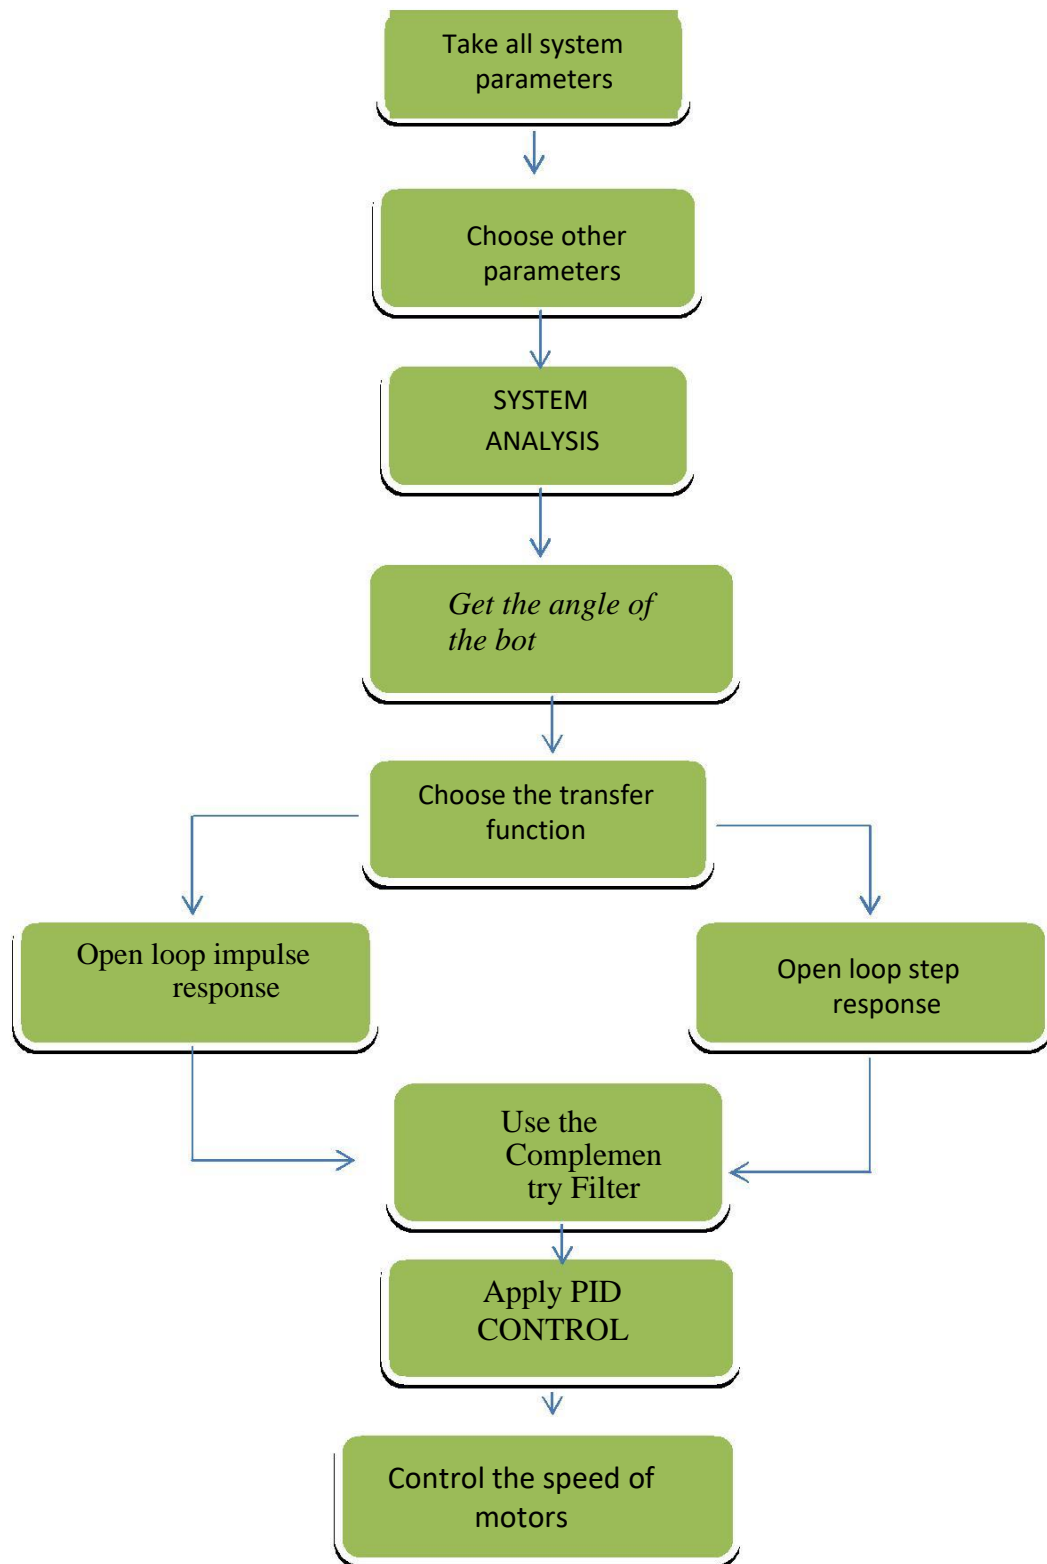 Take all system
parameters
Choose other
parameters
SYSTEM
ANALYSIS
Get the angle of
the bot
Choose the transfer
function
Open loop impulse
response
Open loop step
response
Use the
Complemen
try Filter
Apply PID
CONTROL
Control the speed of
motors